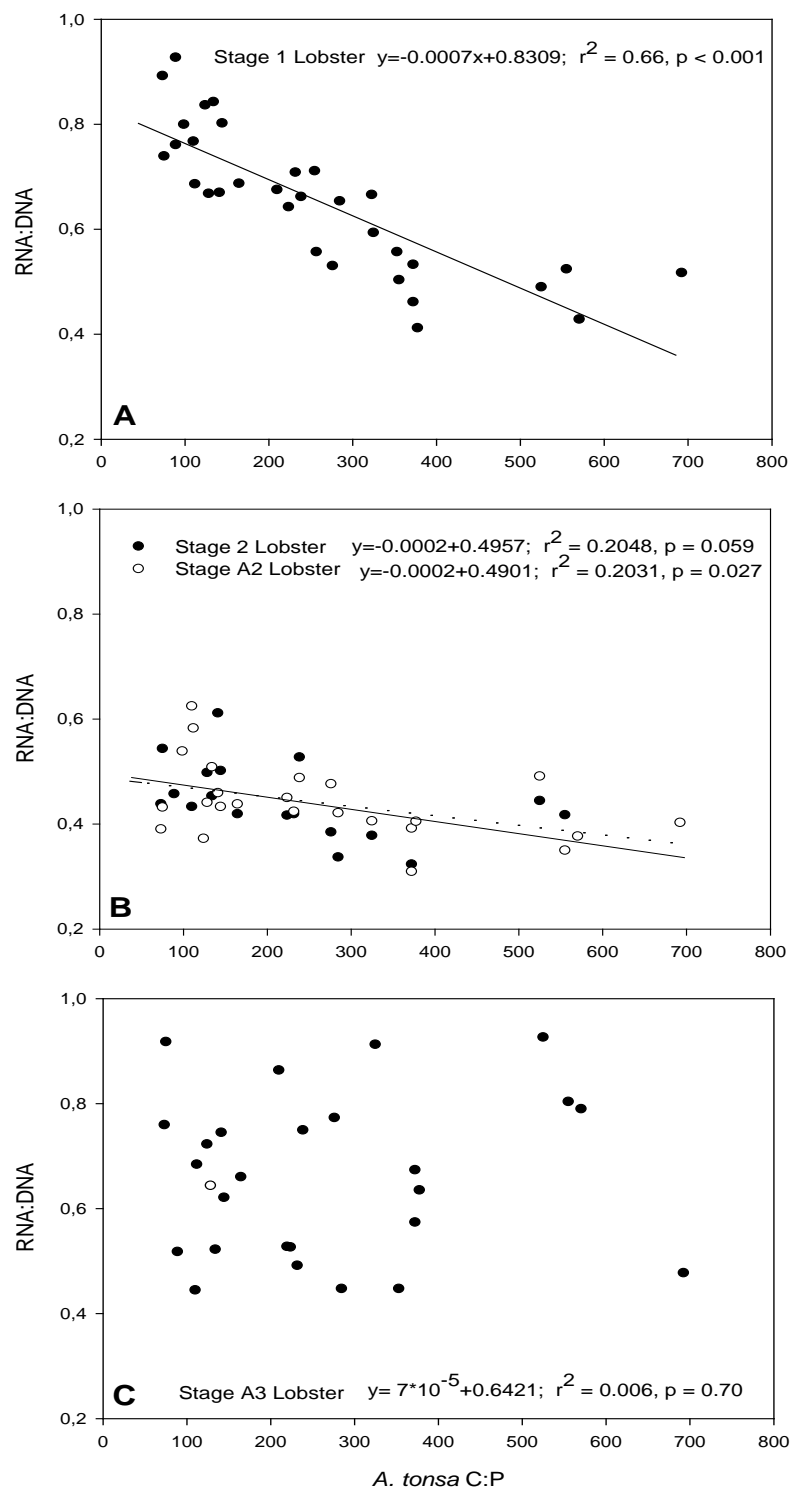 1,0
Stage 1 Lobster y=-0.0007x+0.8309; r2 = 0.66, p < 0.001
0,8
RNA:DNA
0,6
0,4
A
0,2
0 100 200 300 400 500 600 700 800
1,0
Stage 2 Lobster y=-0.0002+0.4957; r2 = 0.2048, p = 0.059
Stage A2 Lobster y=-0.0002+0.4901; r2 = 0.2031, p = 0.027
0,8
RNA:DNA
0,6
0,4
B
0,2
0 100 200 300 400 500 600 700 800
1,0
0,8
RNA:DNA
0,6
0,4
C
Stage A3 Lobster y= 7*10-5+0.6421; r2 = 0.006, p = 0.70
0,2
0 100 200 300 400 500 600 700 800
A. tonsa C:P